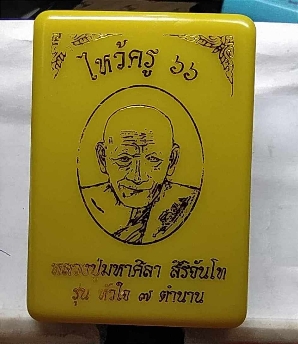 ไหว้ครู ๖๖
หลวงปู่มหาศิลา สิริจันโท
รุ่น หัวใจ ๗ ตำนาน